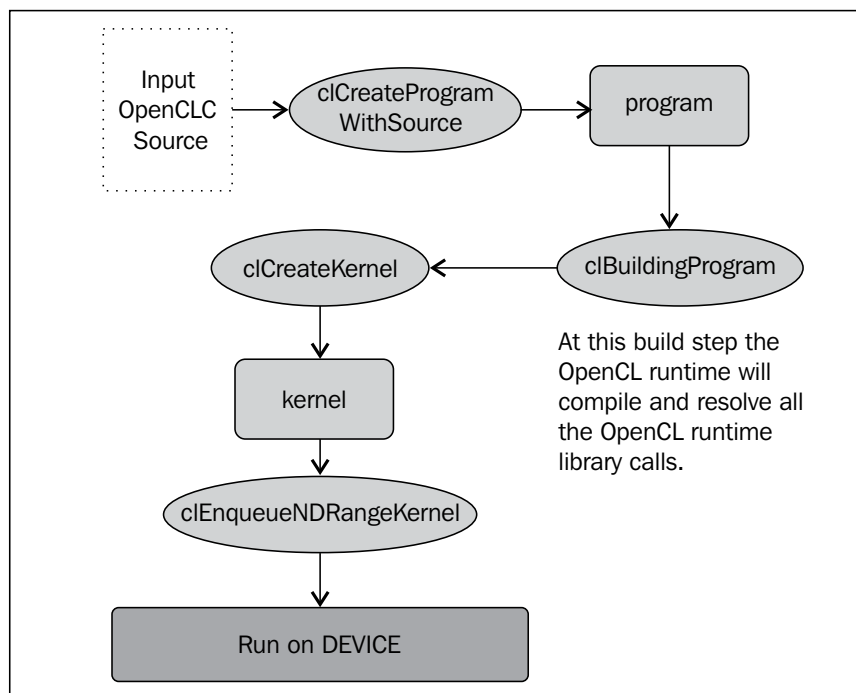 Input
OpenCLC
Source
clCreateProgram
WithSource
program
clCreateKernel
clBuildingProgram
At this build step the
OpenCL runtime will
compile and resolve all
the OpenCL runtime
library calls.
kernel
clEnqueueNDRangeKernel
Run on DEVICE